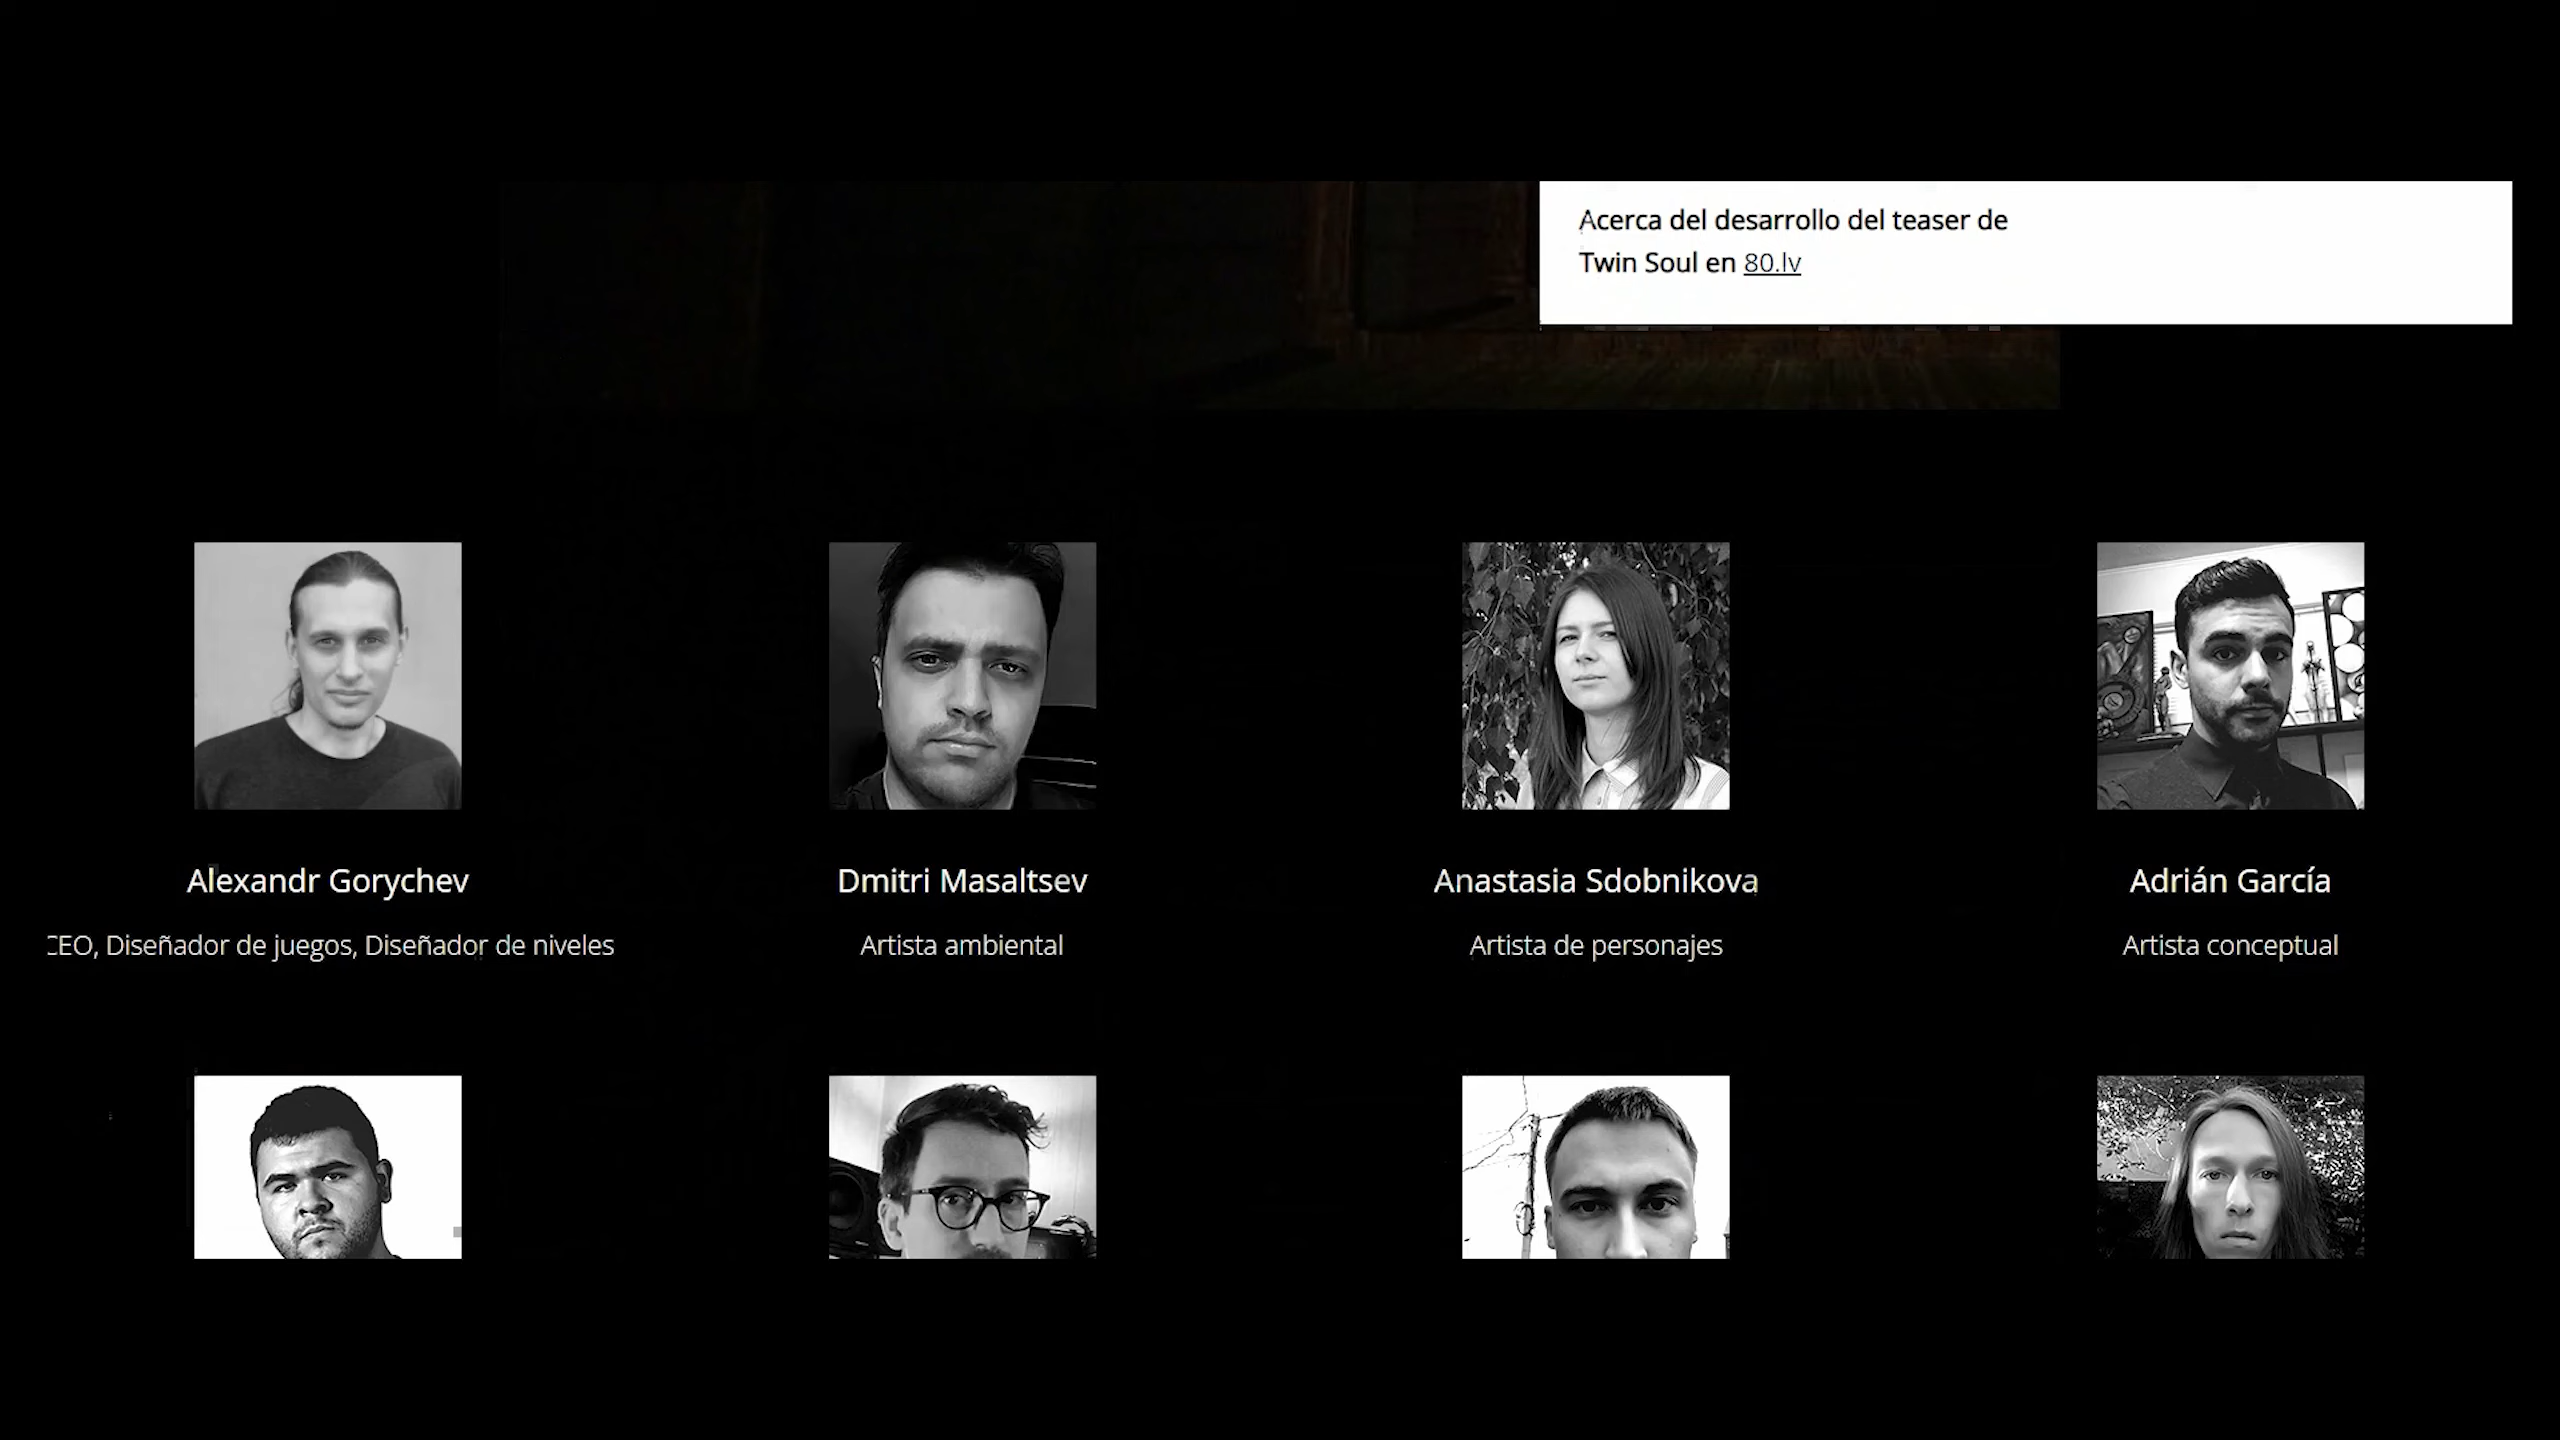 Acerca del desarrollo del teaser de
Twin Soul en 80.lv
Alexandr Gorychev
Dmitri Masaltsev
Anastasia Sdobnikova
Adrián García
CEO, Diseñador de juegos, Diseñador de niveles
Artista ambiental
Artista de personajes
Artista conceptual